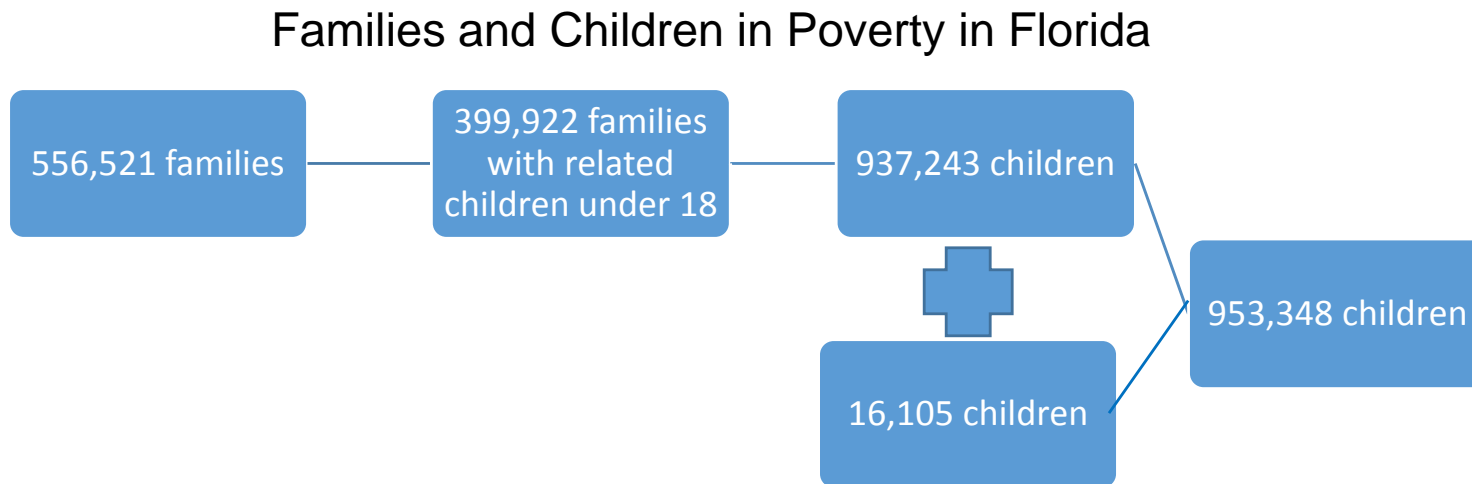 Families and Children in Poverty in Florida
556,521 families
399,922 families
with related
children under 18
937,243 children
953,348 children
16,105 children